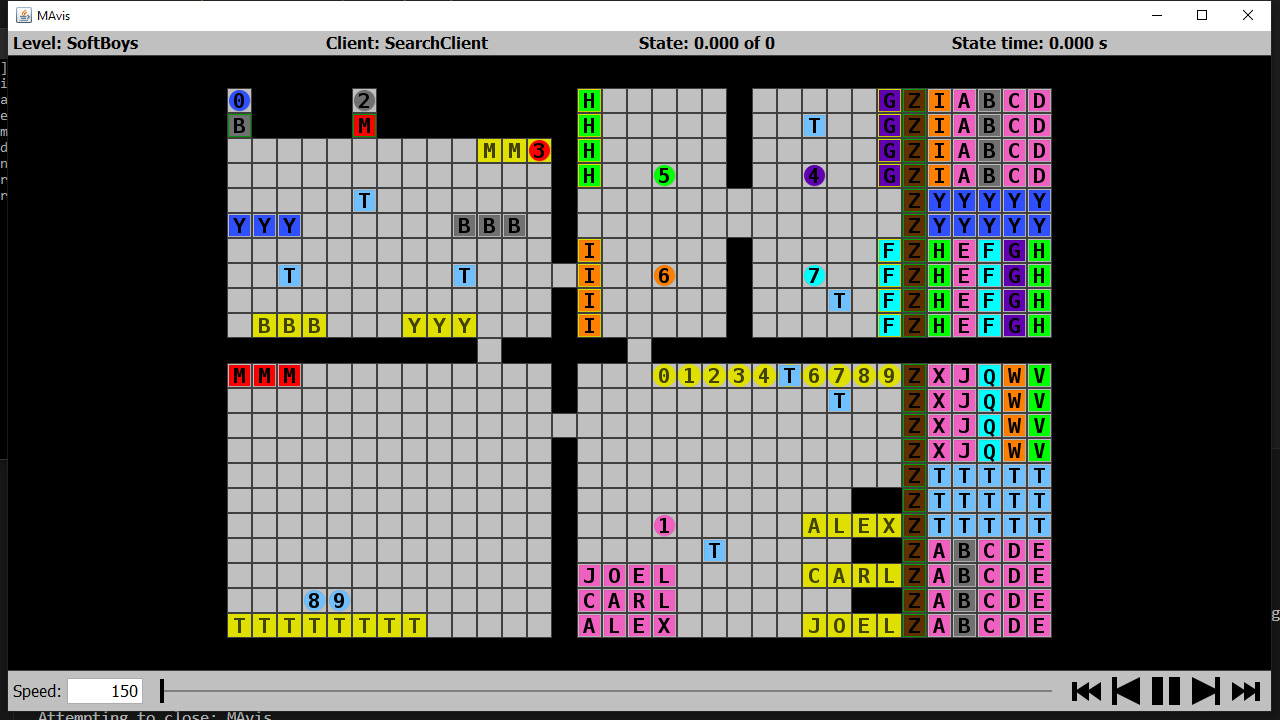 MAvis
Level: SoftBoys Client: SearchClient State: 0.000 of 0 State time: 0.000 s
0 2 H G Z I A B C D
B M H T G Z I A B C D
M M 3 H G Z I A B C D
H 5 4 G Z I A B C D
T Z Y Y Y Y Y
Y Y Y B B B Z Y Y Y Y Y
I F Z H E F G H
T T I 6 7 F Z H E F G H
I T F Z H E F G H
B B B Y Y Y I F Z H E F G H
M M M 0 1 2 3 4 T 6 7 8 9 Z X J Q W V
T Z X J Q W V
Z X J Q W V
Z X J Q W V
Z T T T T T
Z T T T T T
1 A L E X Z T T T T T
T Z A B C D E
J O E L C A R L Z A B C D E
8 9 C A R L Z A B C D E
T T T T T T T T A L E X J O E L Z A B C D E
Speed: 150
Attempting to close: MAvis